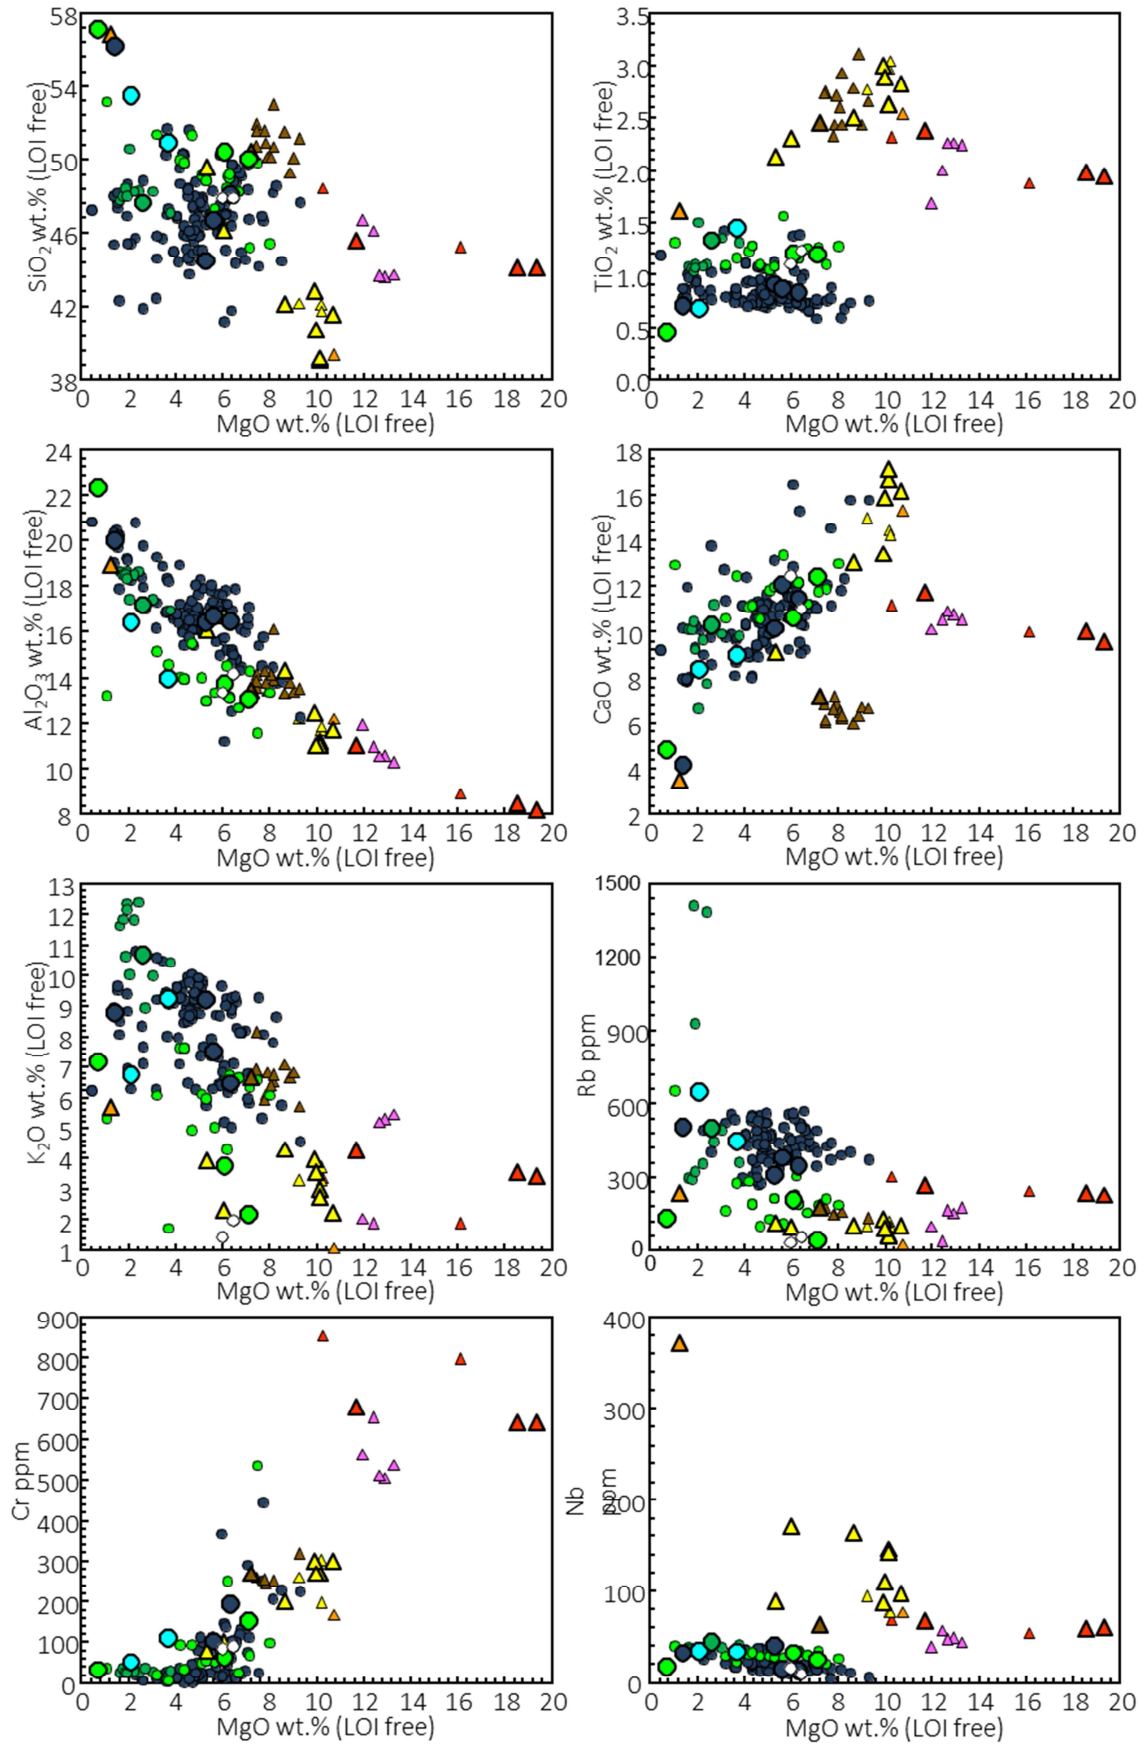 58
54
50
46
42
38
SiO2 wt.% (LOI free)
0 2 4 6 8 10 12 14 16 18 20
MgO wt.% (LOI free)
3.5
3.0
2.5
2.0
1.5
1.0
0.5
0.0
TiO2 wt.% (LOI free)
0 2 4 6 8 10 12 14 16 18 20
MgO wt.% (LOI free)
24
22
20
18
16
14
12
10
8
Al2O3 wt.% (LOI free)
0 2 4 6 8 10 12 14 16 18 20
MgO wt.% (LOI free)
18
16
14
12
10
8
6
4
2
CaO wt.% (LOI free)
0 2 4 6 8 10 12 14 16 18 20
MgO wt.% (LOI free)
13
12
11
10
9
8
7
6
5
4
3
2
1
K2O wt.% (LOI free)
0 2 4 6 8 10 12 14 16 18 20
MgO wt.% (LOI free)
1500
1200
900
600
300
0
Rb ppm
0 2 4 6 8 10 12 14 16 18 20
MgO wt.% (LOI free)
900
800
700
600
500
400
300
200
100
0
Cr ppm
0 2 4 6 8 10 12 14 16 18 20
MgO wt.% (LOI free)
400
300
200
100
0
Nb
ppm
0 2 4 6 8 10 12 14 16 18 20
MgO wt.% (LOI free)